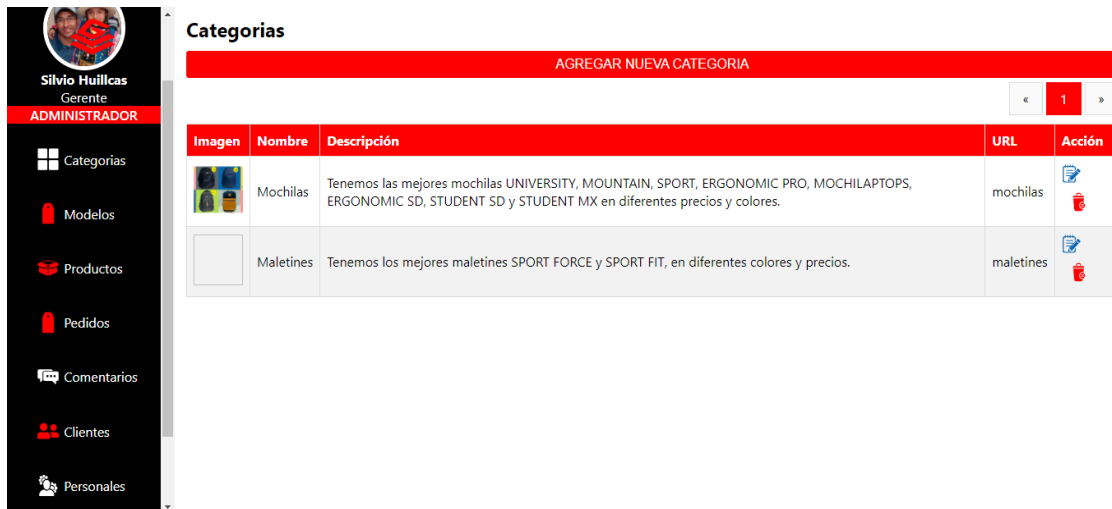 Silvio Huillcas
Gerente
ADMINISTRADOR
Categorias
Modelos
Productos
Pedidos
Comentarios
Clientes
Personales
Categorias
AGREGAR NUEVA CATEGORIA
« 1 »
Imagen Nombre Descripción URL Acción
Mochilas Tenemos las mejores mochilas UNIVERSITY, MOUNTAIN, SPORT, ERGONOMIC PRO, MOCHILAPTOPS, mochilas
ERGONOMIC SD, STUDENT SD y STUDENT MX en diferentes precios y colores.
Maletines Tenemos los mejores maletines SPORT FORCE y SPORT FIT, en diferentes colores y precios. maletines